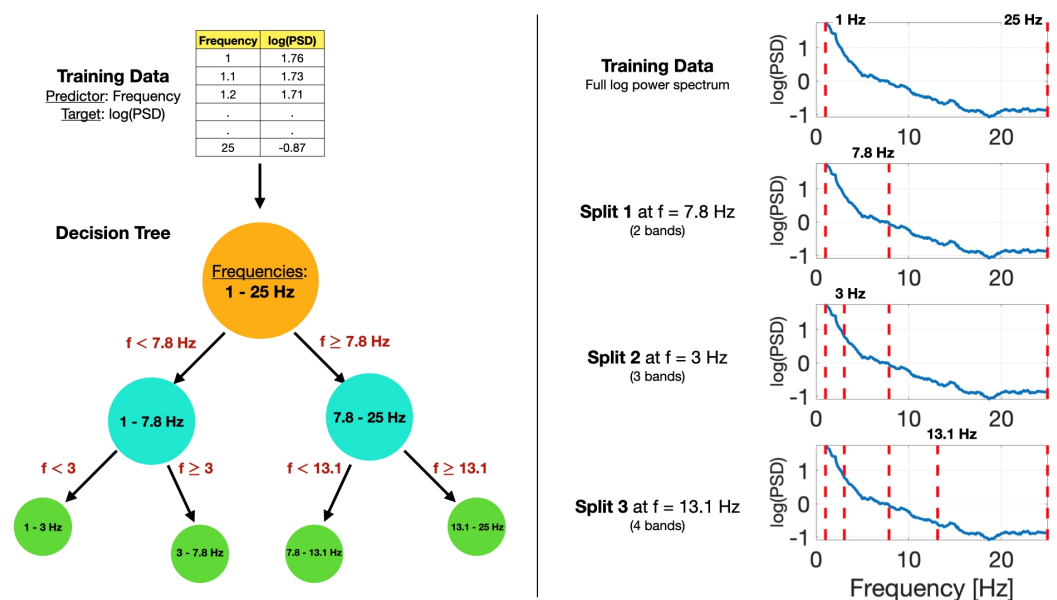 Frequency log(PSD)
1 1.76
1.1 1.73
1.2 1.71
. .
. .
25 -0.87
Training Data
Predictor: Frequency
Target: log(PSD)
Decision Tree
Frequencies:
1 - 25 Hz
f < 7.8 Hz
f ≥ 7.8 Hz
1 - 7.8 Hz
7.8 - 25 Hz
f < 3
f ≥ 3
f < 13.1
f ≥ 13.1
1 - 3 Hz
3 - 7.8 Hz
7.8 - 13.1 Hz
13.1 - 25 Hz
Training Data
Full log power spectrum
1 Hz
25 Hz
log(PSD)
1
0
-1
0 10 20
Split 1 at f = 7.8 Hz
(2 bands)
7.8 Hz
log(PSD)
1
0
-1
0 10 20
Split 2 at f = 3 Hz
(3 bands)
3 Hz
log(PSD)
1
0
-1
0 10 20
Split 3 at f = 13.1 Hz
(4 bands)
13.1 Hz
log(PSD)
1
0
-1
0 10 20
Frequency [Hz]